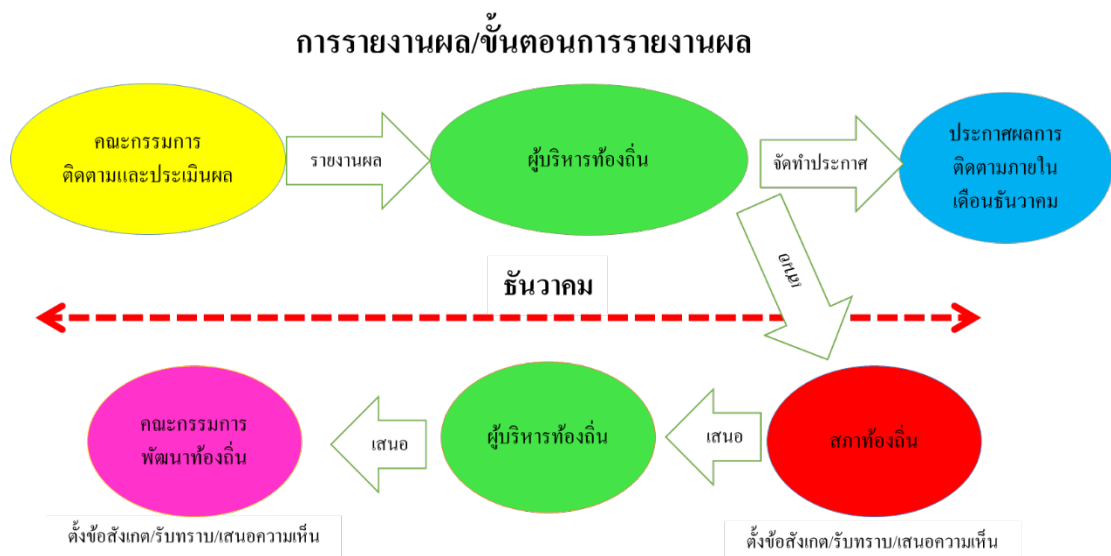 การรายงานผล/ขั้นตอนการรายงานผล
คณะกรรมการ
ติดตามและประเมินผล
รายงานผล
ผู้บริหารท้องถิ่น
จัดทำประกาศ
ประกาศผลการ
ติดตามภายใน
เดือนธันวาคม
เสนอ
ธันวาคม
คณะกรรมการ
พัฒนาท้องถิ่น
เสนอ
ผู้บริหารท้องถิ่น
เสนอ
สภาท้องถิ่น
ตั้งข้อสังเกต/รับทราบ/เสนอความเห็น
ตั้งข้อสังเกต/รับทราบ/เสนอความเห็น